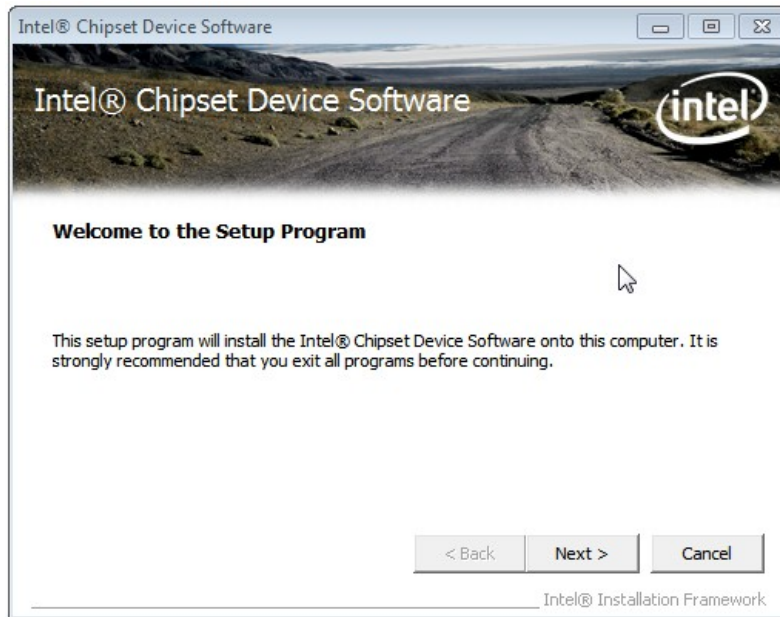 Intel® Chipset Device Software
Intel® Chipset Device Software
intel
Welcome to the Setup Program
This setup program will install the Intel® Chipset Device Software onto this computer. It is
strongly recommended that you exit all programs before continuing.
< Back Next > Cancel
Intel® Installation Framework